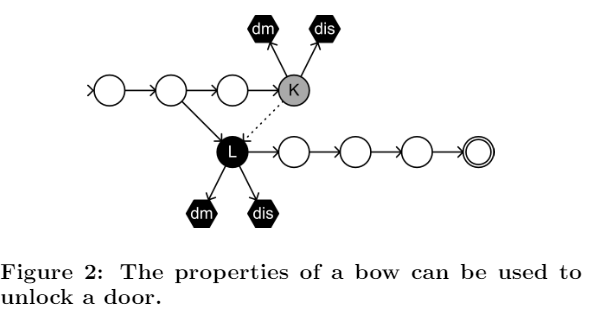 dm dis
K
L
dm dis
Figure 2: The properties of a bow can be used to
unlock a door.